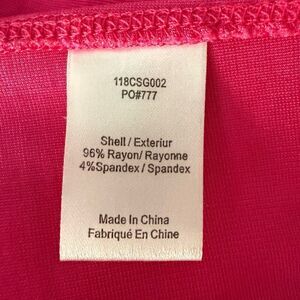 118CSG002
PO#777
Shell / Exteriur
96% Rayon/ Rayonne
4%Spandex / Spandex
Made In China
Fabriqué En Chine